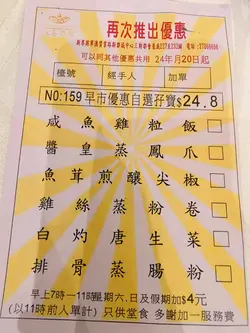 再次推出優惠
可以同其他優惠共用 24年月20日起
檯號 經手人 加單
NO:159 早市優惠自選孖寶$24.8
咸魚雞粒飯
醬皇蒸鳳爪
魚茸煎釀尖椒
雞絲蒸粉卷
白灼唐生菜
排骨蒸腸粉
早上7時一11時星期六.日及假期加$4元
(以11時前人單計)只供堂食 多謝加一服務費